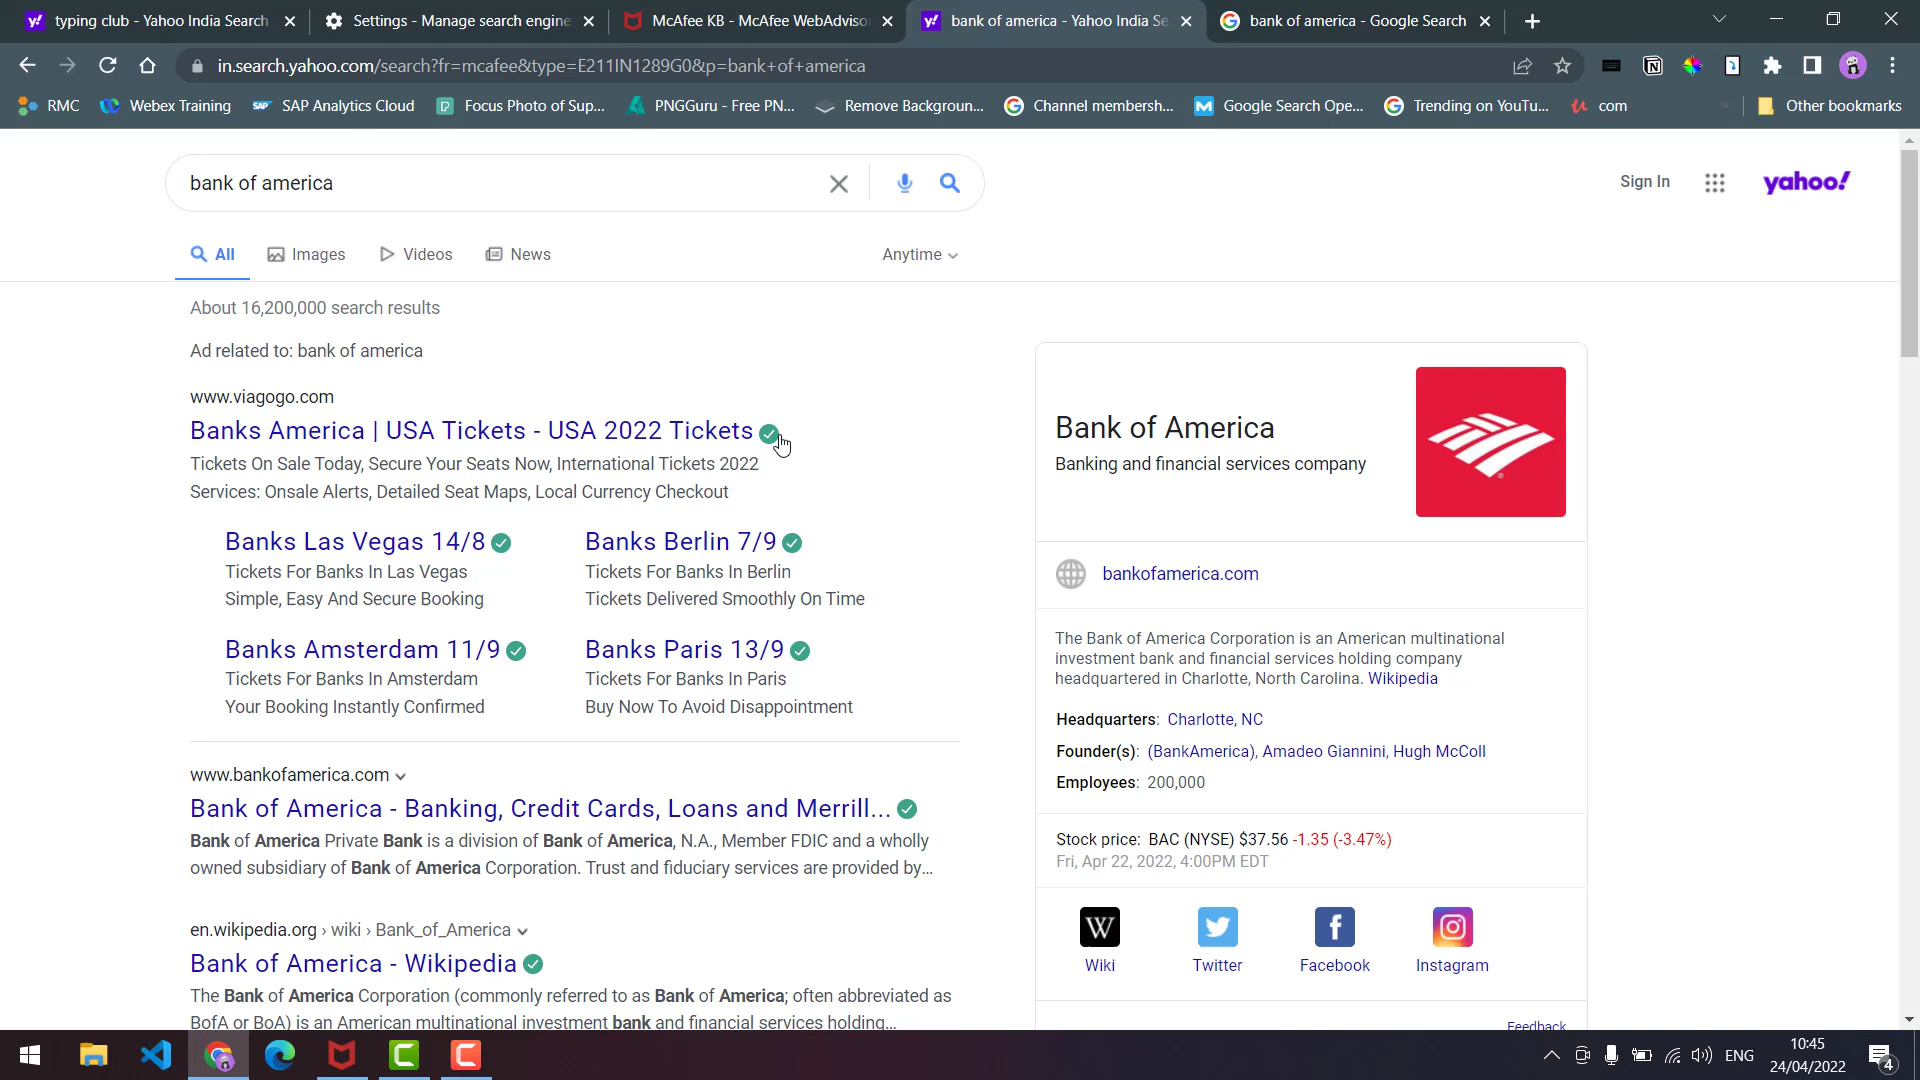 typing club - Yahoo India Search
Settings - Manage search engine
McAfee KB - McAfee WebAdviso
bank of america - Yahoo India Se
bank of america - Google Search
in.search.yahoo.com/search?fr=mcafee&type=E211IN1289G0&p=bank+of+america
RMC
Webex Training
SAP Analytics Cloud
Focus Photo of Sup...
PNGGuru - Free PN...
Remove Backgroun...
Channel membersh...
Google Search Ope...
Trending on YouTu...
com
Other bookmarks
bank of america
Sign In
yahoo!
All
Images
Videos
News
Anytime
About 16,200,000 search results
Ad related to: bank of america
www.viagogo.com
Banks America | USA Tickets - USA 2022 Tickets
Tickets On Sale Today, Secure Your Seats Now, International Tickets 2022
Services: Onsale Alerts, Detailed Seat Maps, Local Currency Checkout
Banks Las Vegas 14/8
Tickets For Banks In Las Vegas
Simple, Easy And Secure Booking
Banks Berlin 7/9
Tickets For Banks In Berlin
Tickets Delivered Smoothly On Time
Banks Amsterdam 11/9
Tickets For Banks In Amsterdam
Your Booking Instantly Confirmed
Banks Paris 13/9
Tickets For Banks In Paris
Buy Now To Avoid Disappointment
www.bankofamerica.com
Bank of America - Banking, Credit Cards, Loans and Merrill...
Bank of America Private Bank is a division of Bank of America, N.A., Member FDIC and a wholly
owned subsidiary of Bank of America Corporation. Trust and fiduciary services are provided by...
en.wikipedia.org › wiki › Bank_of_America
Bank of America - Wikipedia
The Bank of America Corporation (commonly referred to as Bank of America; often abbreviated as
BofA or BoA) is an American multinational investment bank and financial services holding...
Bank of America
Banking and financial services company
bankofamerica.com
The Bank of America Corporation is an American multinational
investment bank and financial services holding company
headquartered in Charlotte, North Carolina. Wikipedia
Headquarters: Charlotte, NC
Founder(s): (BankAmerica), Amadeo Giannini, Hugh McColl
Employees: 200,000
Stock price: BAC (NYSE) $37.56 -1.35 (-3.47%)
Fri, Apr 22, 2022, 4:00PM EDT
Wiki
Twitter
Facebook
Instagram
Feedback
ENG
10:45
24/04/2022
4